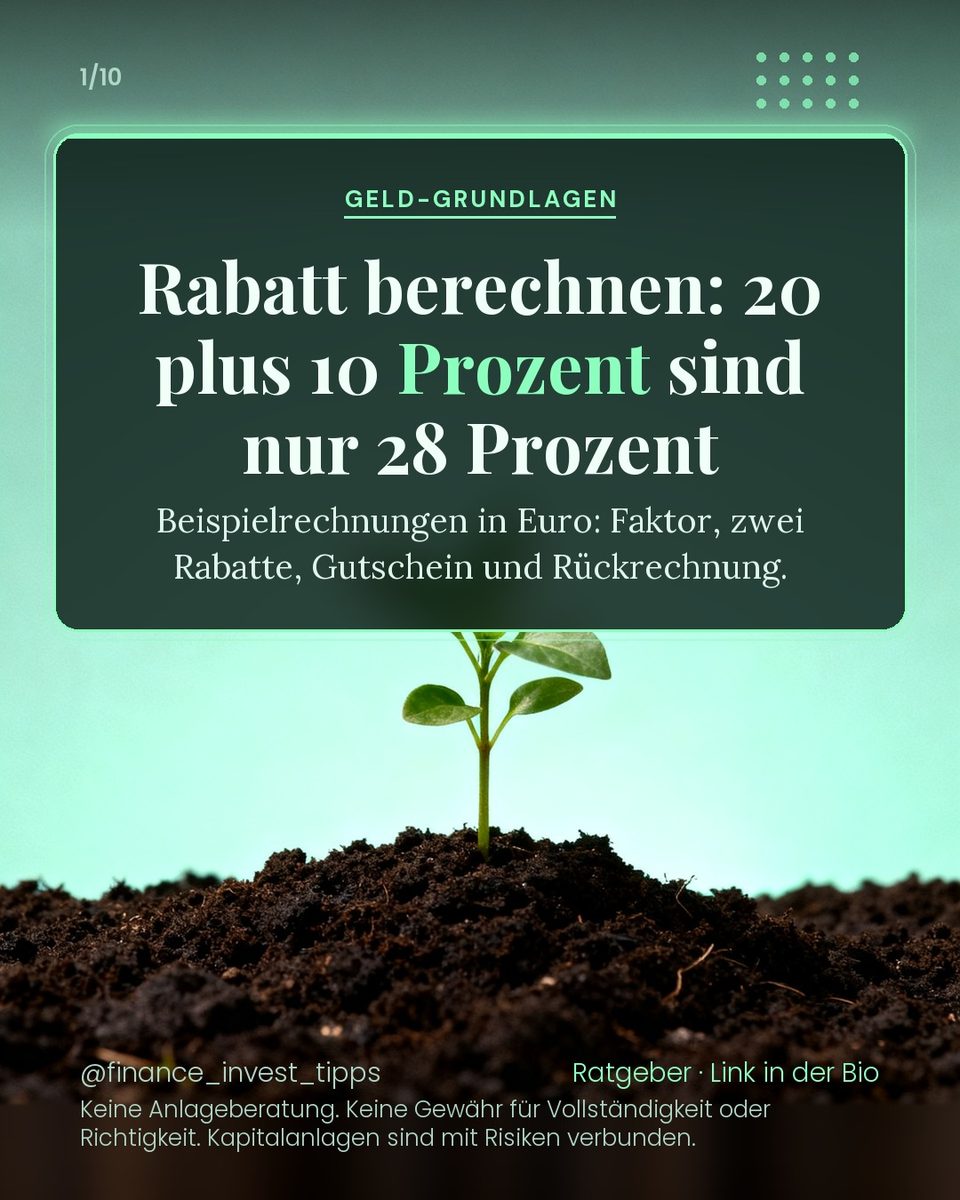 1/10
GELD-GRUNDLAGEN
Rabatt berechnen: 20
plus 10 Prozent sind
nur 28 Prozent
Beispielrechnungen in Euro: Faktor, zwei
Rabatte, Gutschein und Rückrechnung.
@finance_invest_tipps
Ratgeber · Link in der Bio
Keine Anlageberatung. Keine Gewähr für Vollständigkeit oder
Richtigkeit. Kapitalanlagen sind mit Risiken verbunden.